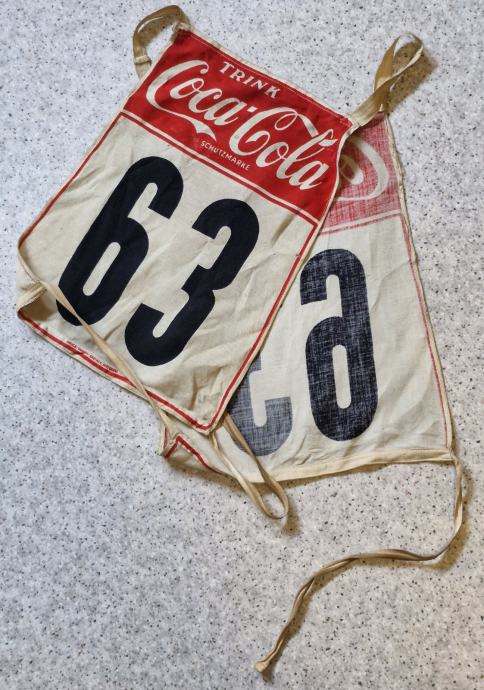 TRINK
Coca-Cola
SCHUTZMARKE
63